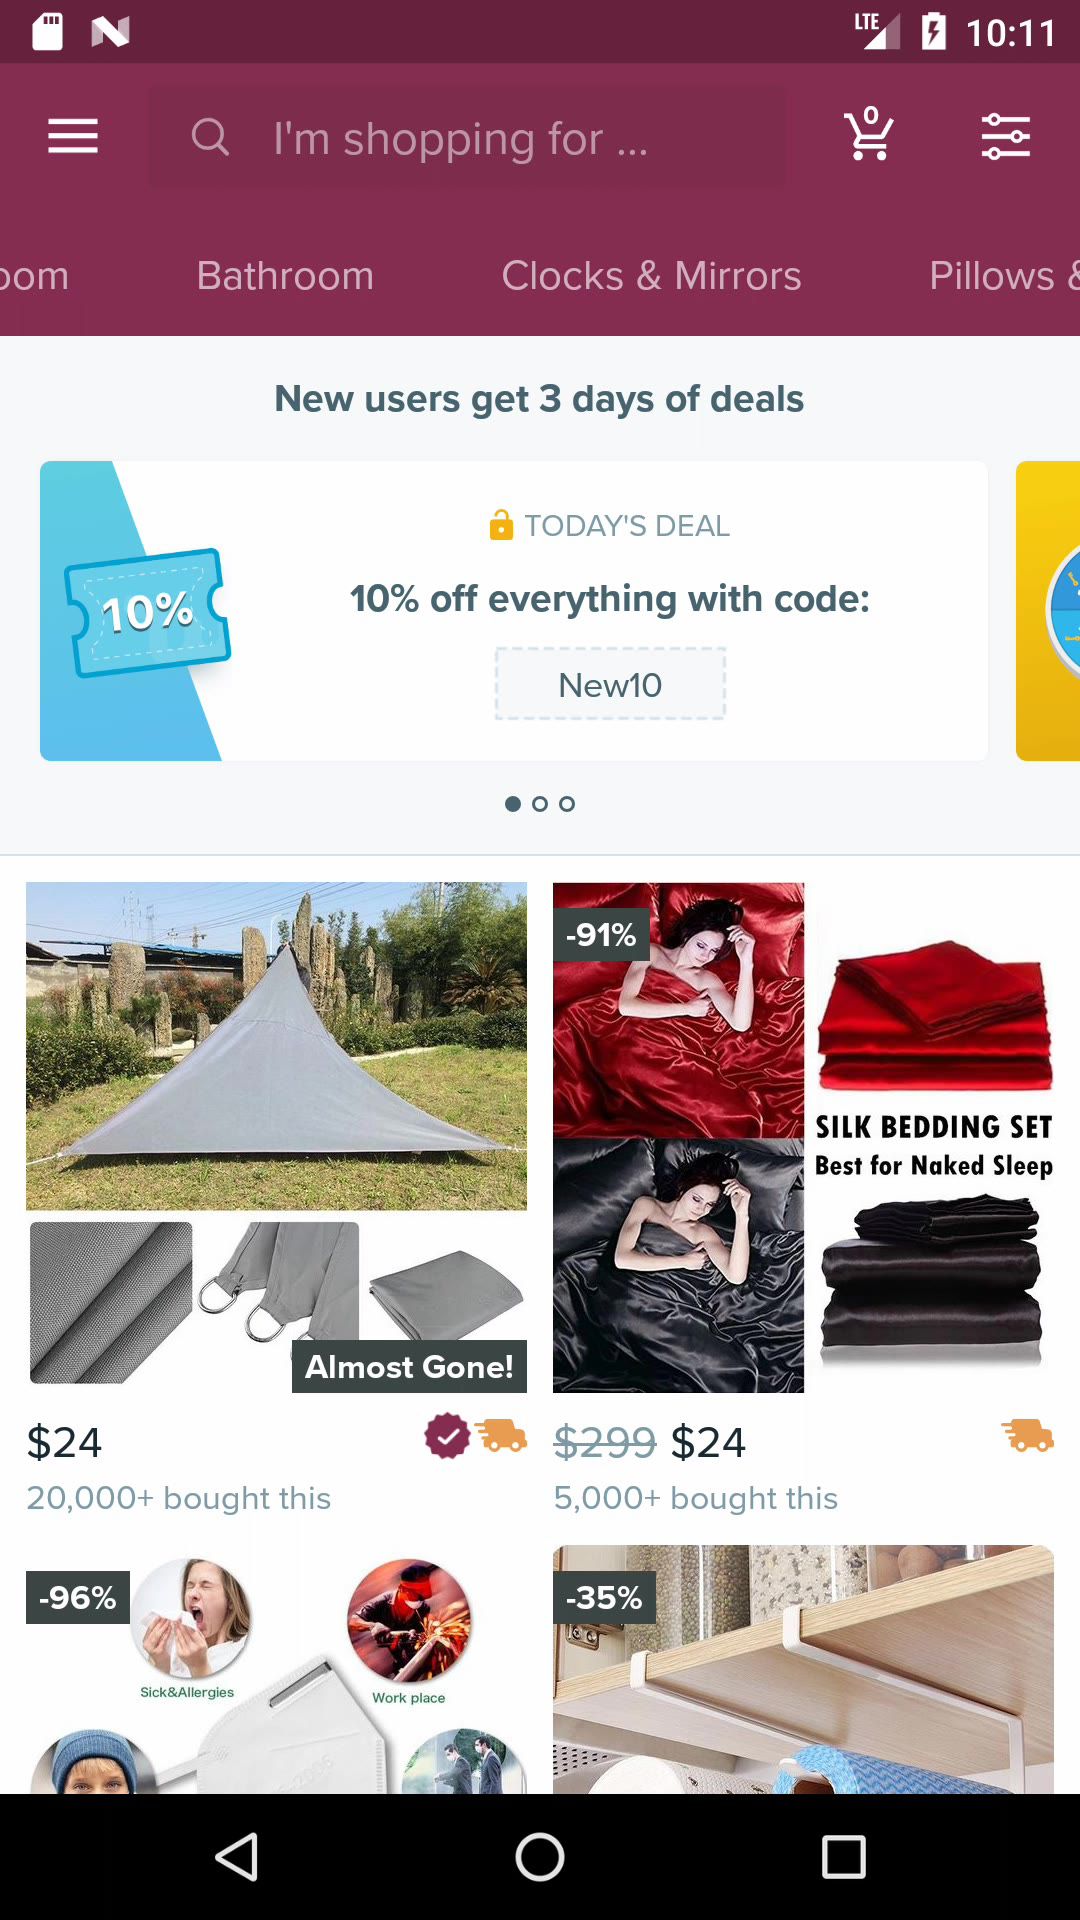 LTE 10:11
I'm shopping for ...
0
oom Bathroom Clocks & Mirrors Pillows &
New users get 3 days of deals
TODAY'S DEAL
10%
10% off everything with code:
New10
-91%
SILK BEDDING SET
Best for Naked Sleep
Almost Gone!
$24
20,000+ bought this
$299 $24
5,000+ bought this
-96%
Sick&Allergies
Work place
-35%